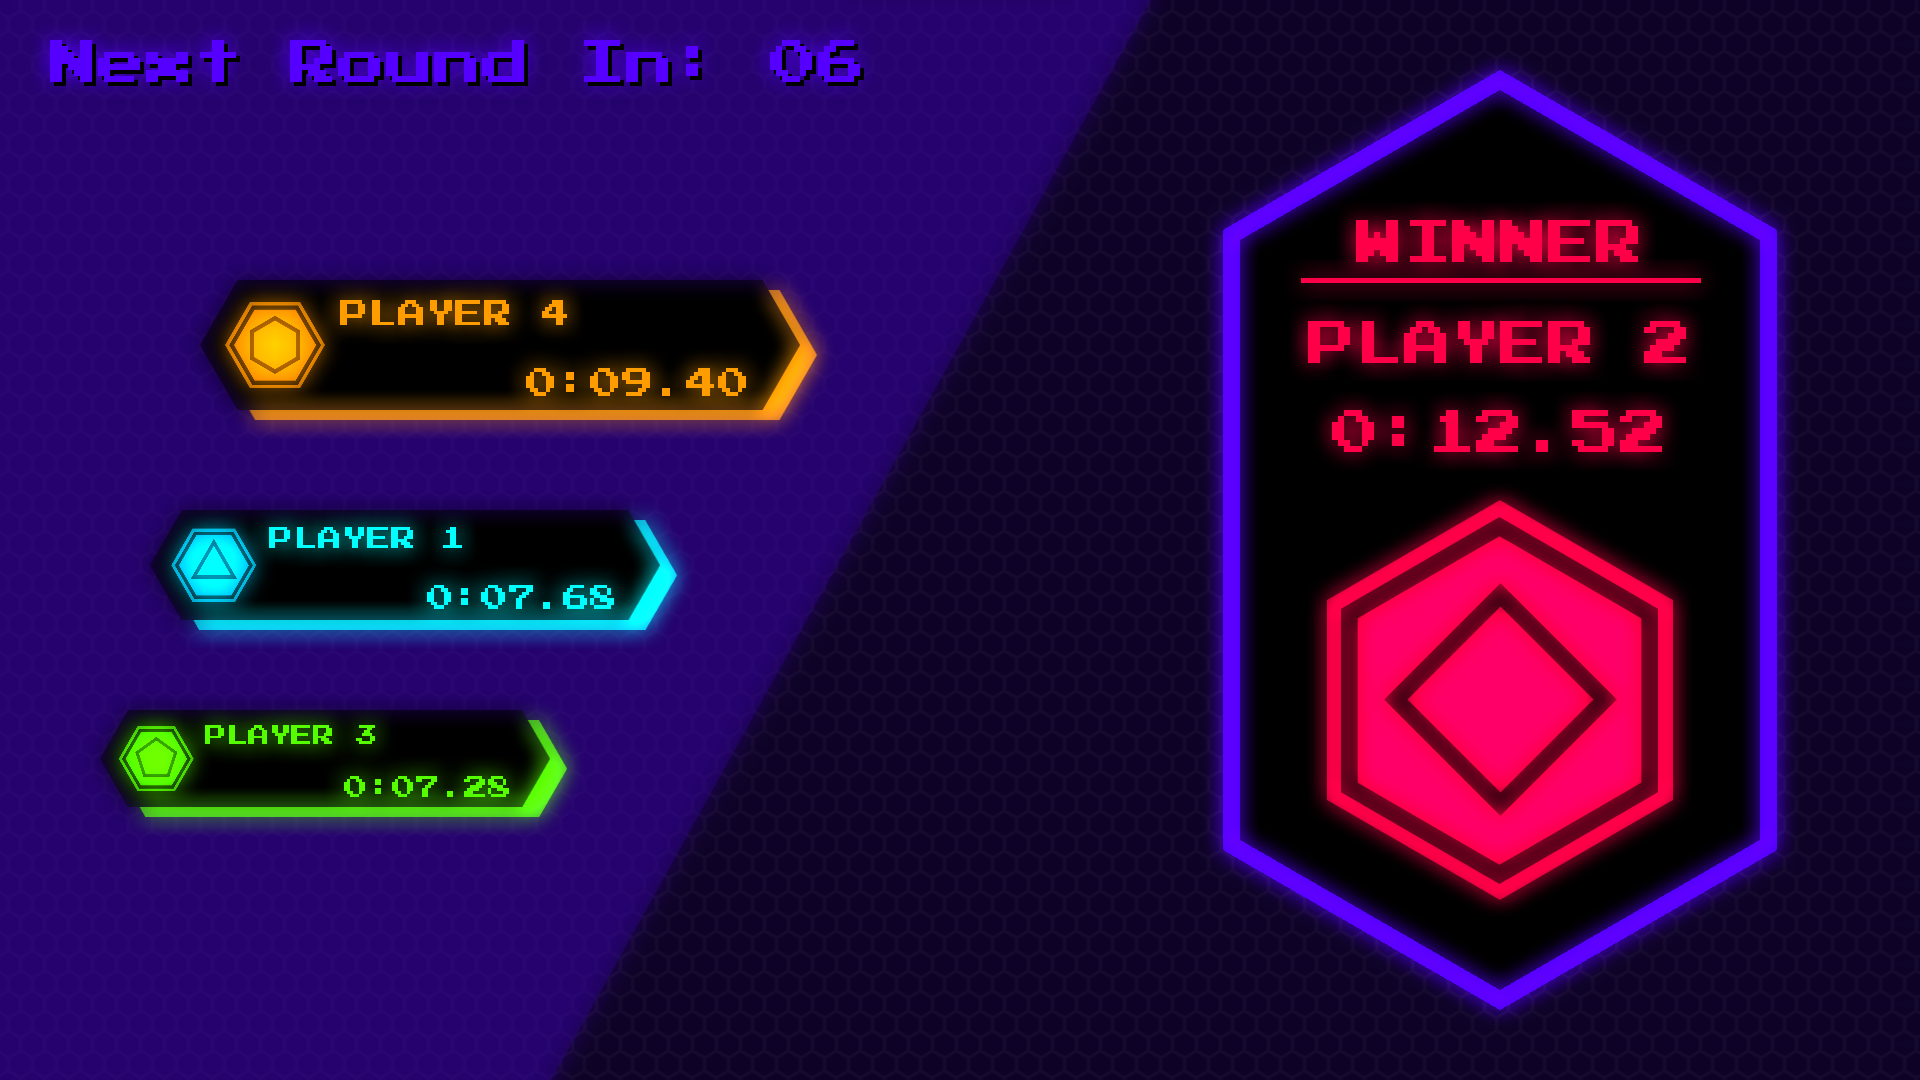 Next Round In: 06
PLAYER 4
0:09.40
PLAYER 1
0:07.68
PLAYER 3
0:07.28
WINNER
PLAYER 2
0:12.52